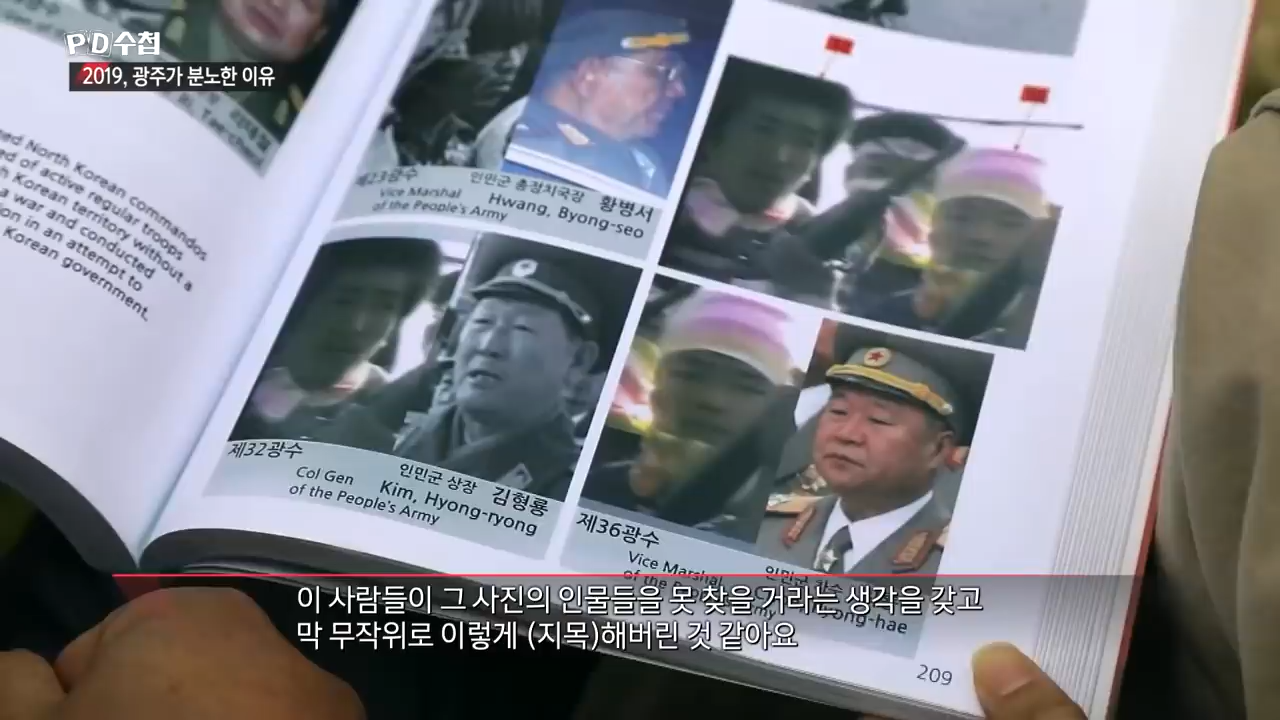 PD수첩
2019, 광주가 분노한 이유
North Korean commandos
of active regular troops
Korean territory without a
war and conducted
in an attempt to
Korean government.
제23광수
인민군 총정치국장 황병서
Vice Marshal
of the People's Army
Hwang, Byong-seo
제32광수
인민군 상장 김형룡
Col Gen
of the People's Army
Kim, Hyong-ryong
제36광수
Vice Marshal
이 사람들이 그 사진의 인물들을 못 찾을 거라는 생각을 갖고
막 무작위로 이렇게 (지목)해버린 것 같아요
209